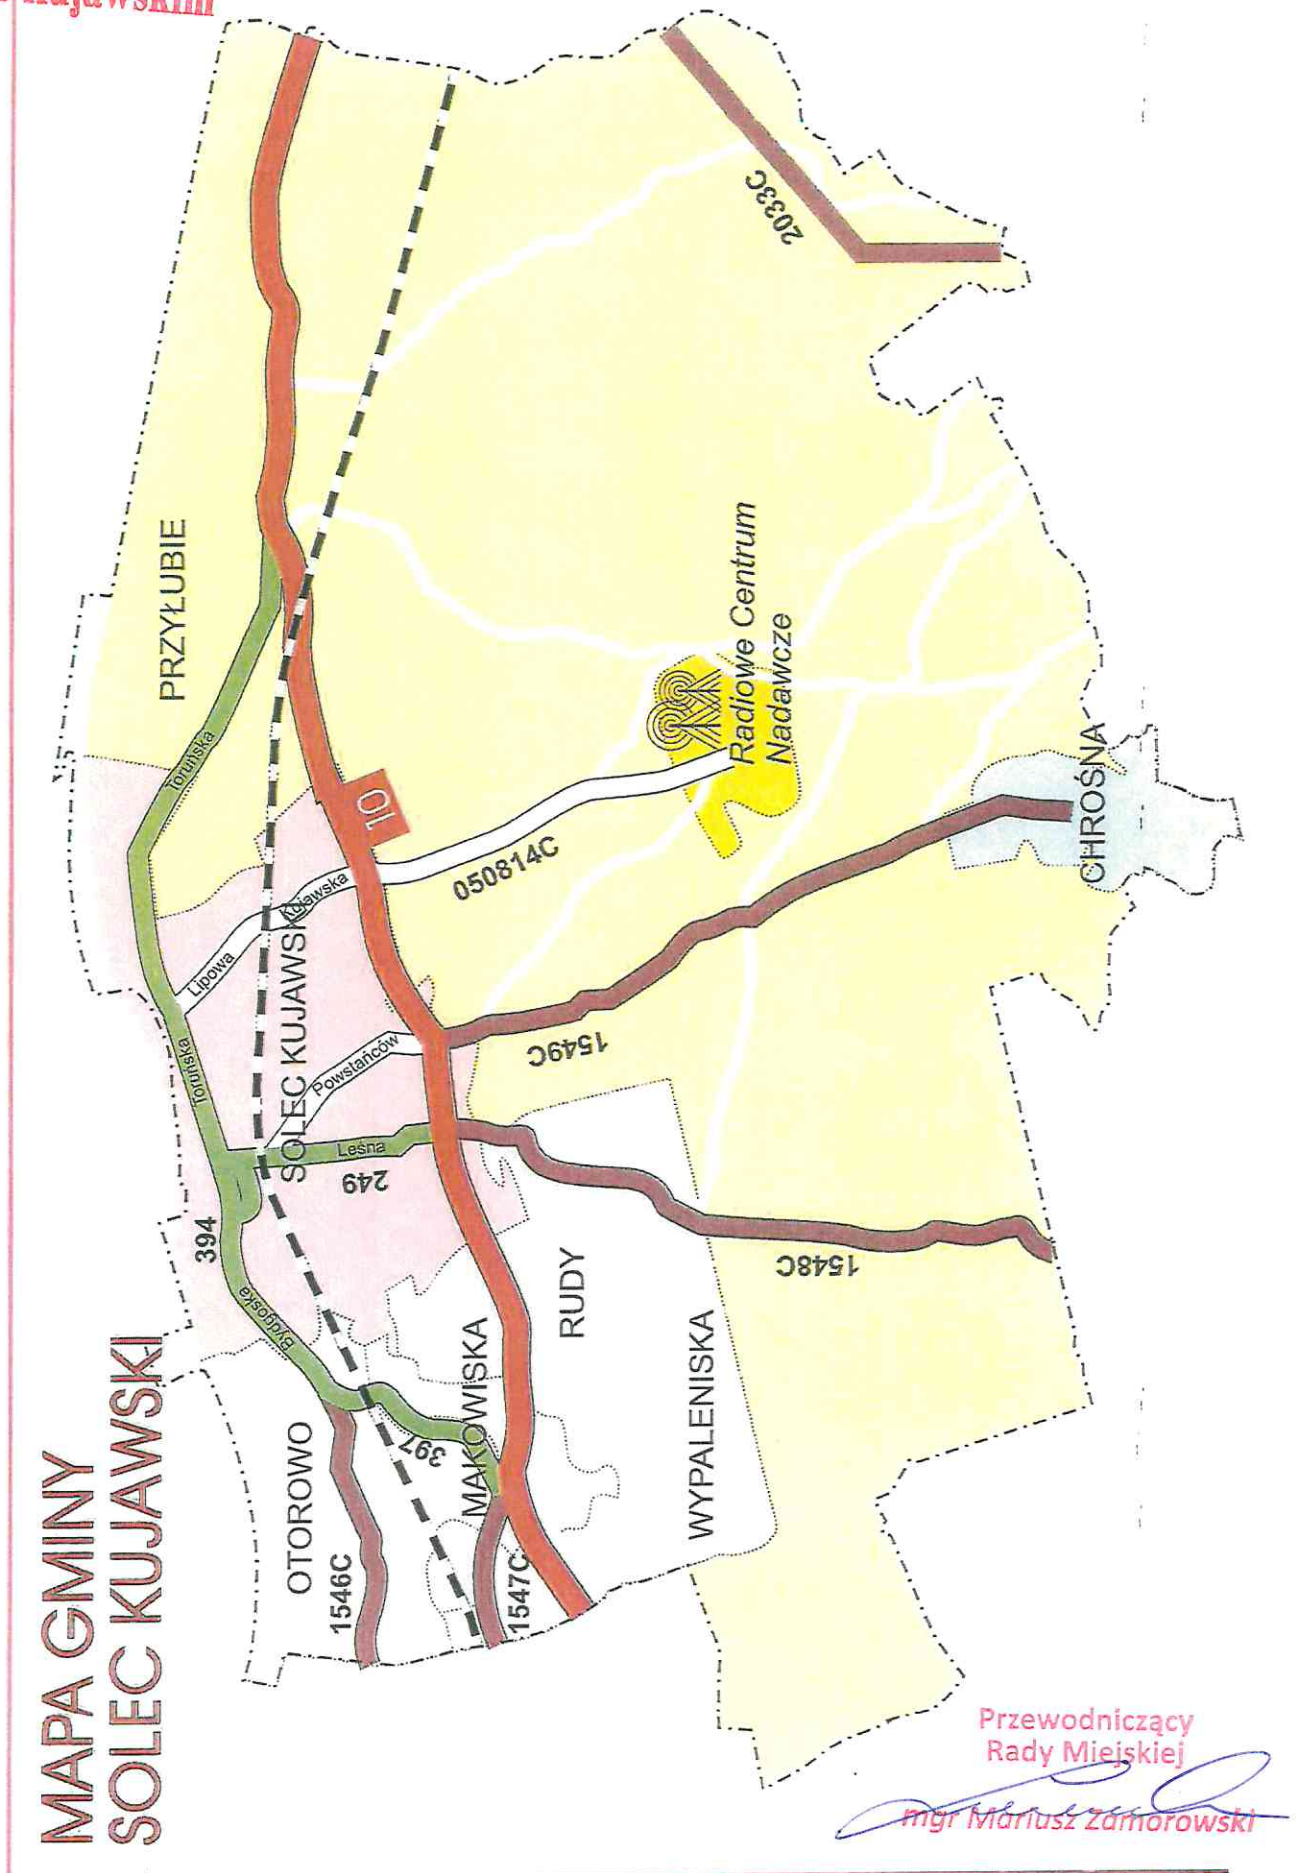 Kujawskim
MAPA GMINY
SOLEC KUJAWSKI
PRZYŁUBIE
Toruńska
Lipowa
Kujawska
SOLEC KUJAWSKI
Toruńska
Powstańców
Leśna
249
394
Bydgoska
10
050814C
2033C
Radiowe Centrum
Nadawcze
CHROŚNA
1549C
1548C
RUDY
WYPALENISKA
MAKOWISKA
397
OTOROWO
1546C
1547C
Przewodniczący
Rady Miejskiej
mgr Mariusz Zamorowski